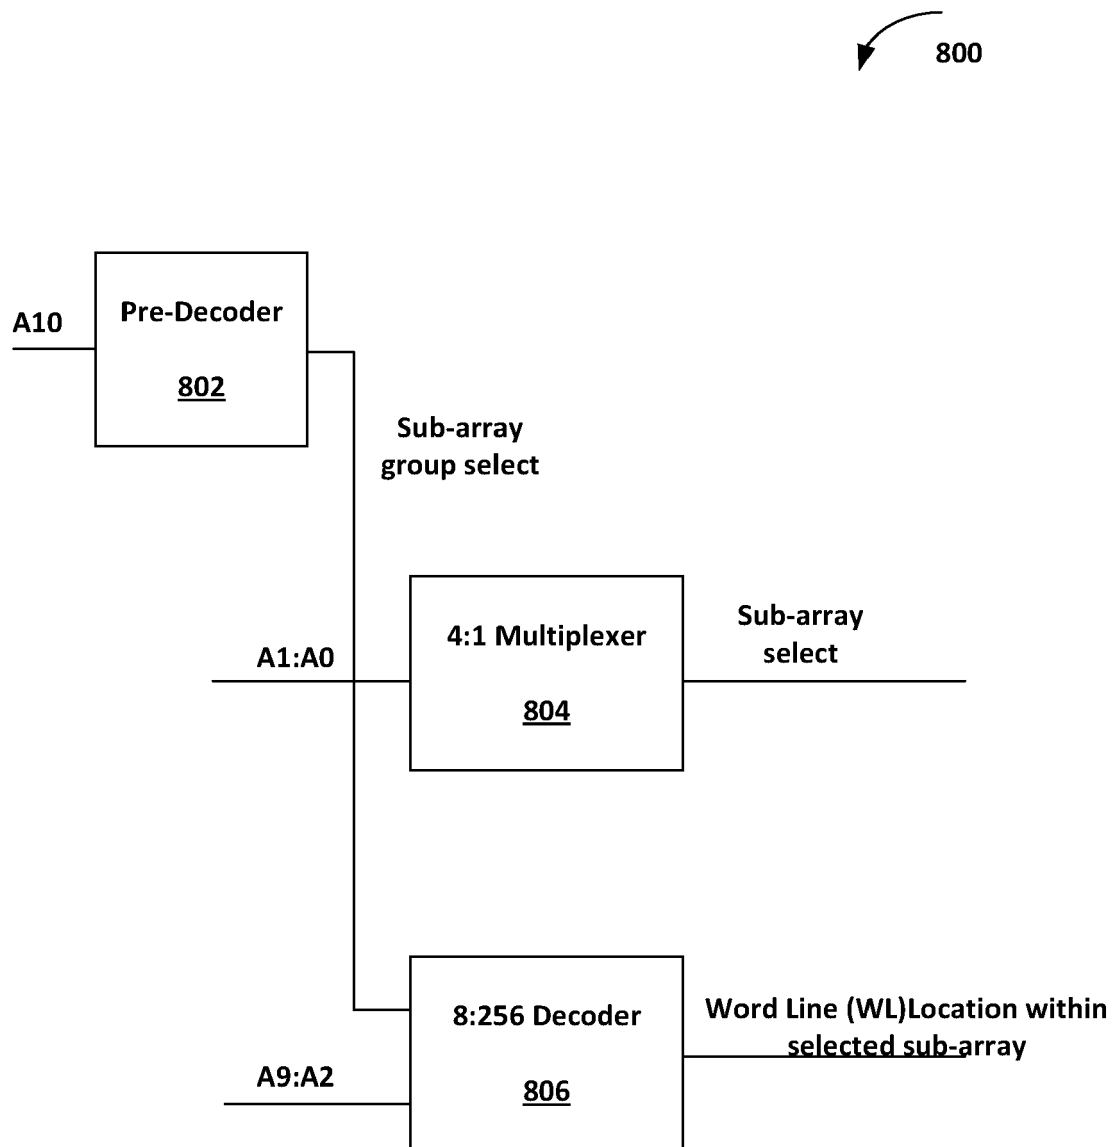 800
A10
Pre-Decoder
802
Sub-array
group select
A1:A0
4:1 Multiplexer
804
Sub-array
select
A9:A2
8:256 Decoder
806
Word Line (WL)Location within
selected sub-array